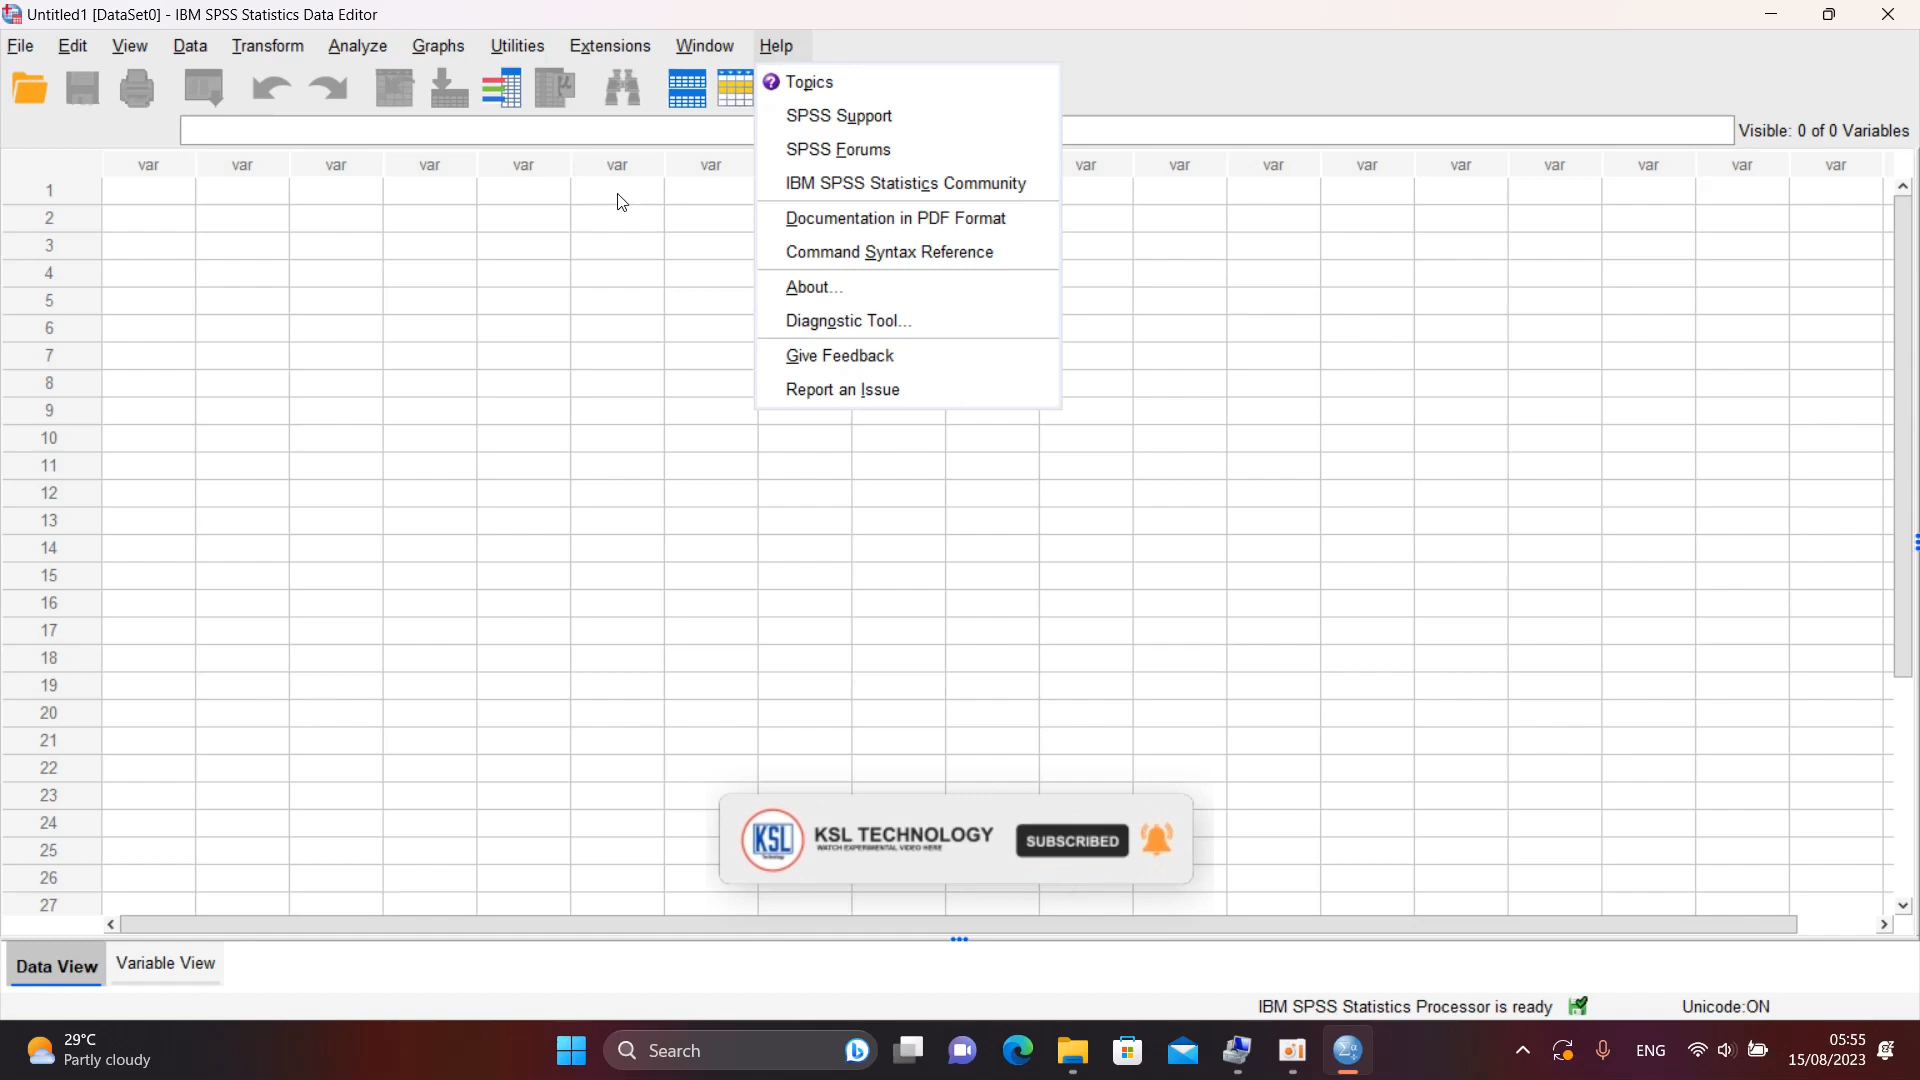 Untitled1 [DataSet0] - IBM SPSS Statistics Data Editor
File Edit View Data Transform Analyze Graphs Utilities Extensions Window Help
Topics
SPSS Support
SPSS Forums
IBM SPSS Statistics Community
Documentation in PDF Format
Command Syntax Reference
About...
Diagnostic Tool...
Give Feedback
Report an Issue
Visible: 0 of 0 Variables
var var var var var var var var var var var var var var var var
1
2
3
4
5
6
7
8
9
10
11
12
13
14
15
16
17
18
19
20
21
22
23
24
25
26
27
KSL
Technology
KSL TECHNOLOGY
WATCH EXPERIMENTAL VIDEO HERE
SUBSCRIBED
Data View Variable View
IBM SPSS Statistics Processor is ready Unicode:ON
29°C
Partly cloudy
Search
ENG
05:55
15/08/2023